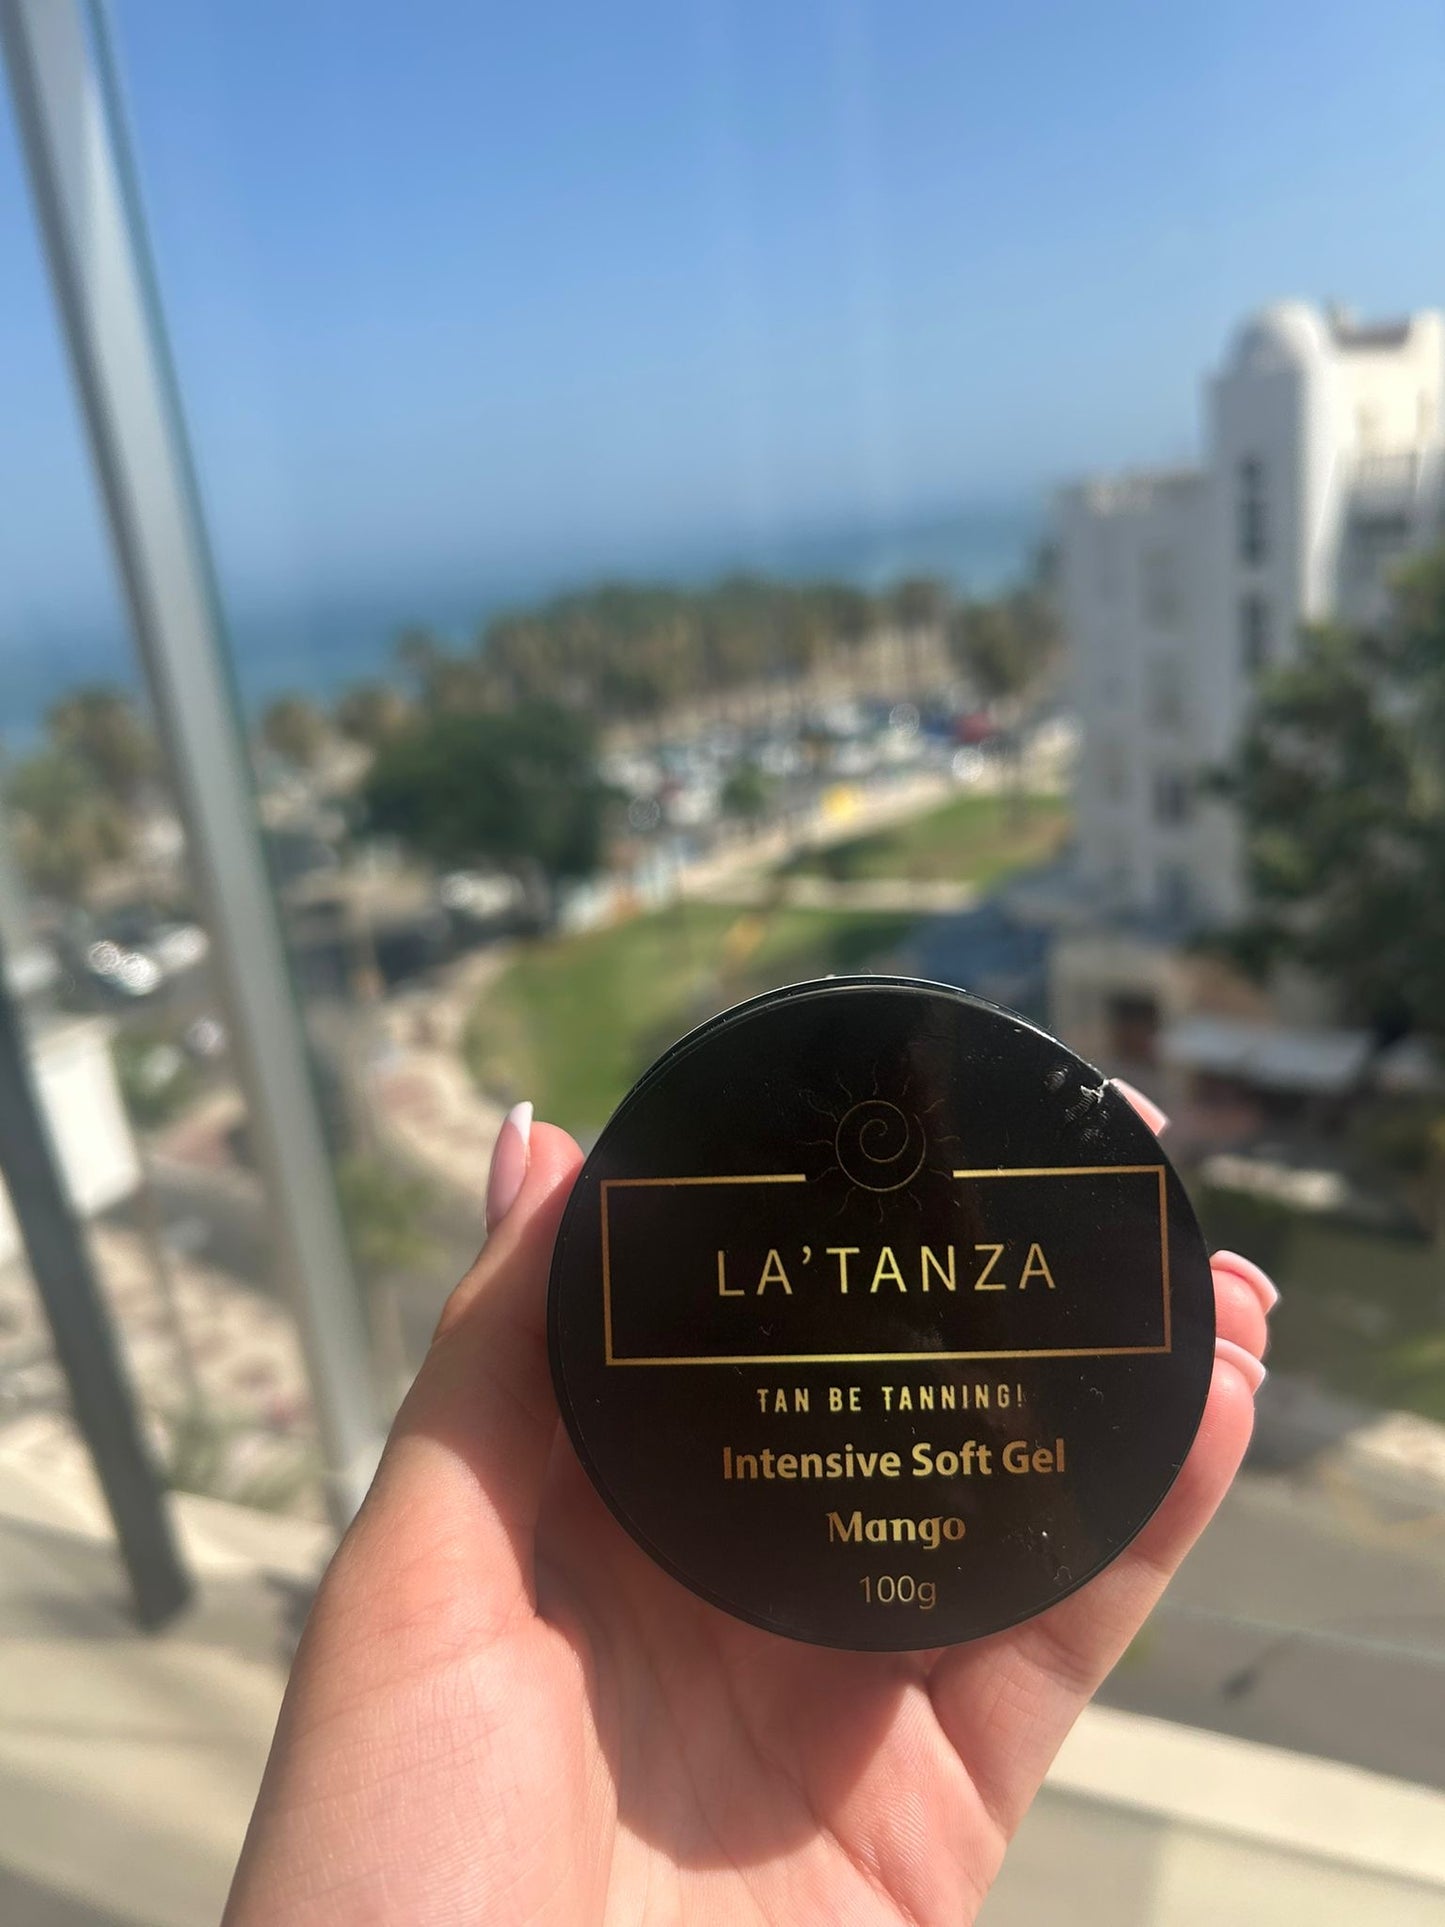 LA’TANZA
TAN BE TANNING!
Intensive Soft Gel
Mango
100g